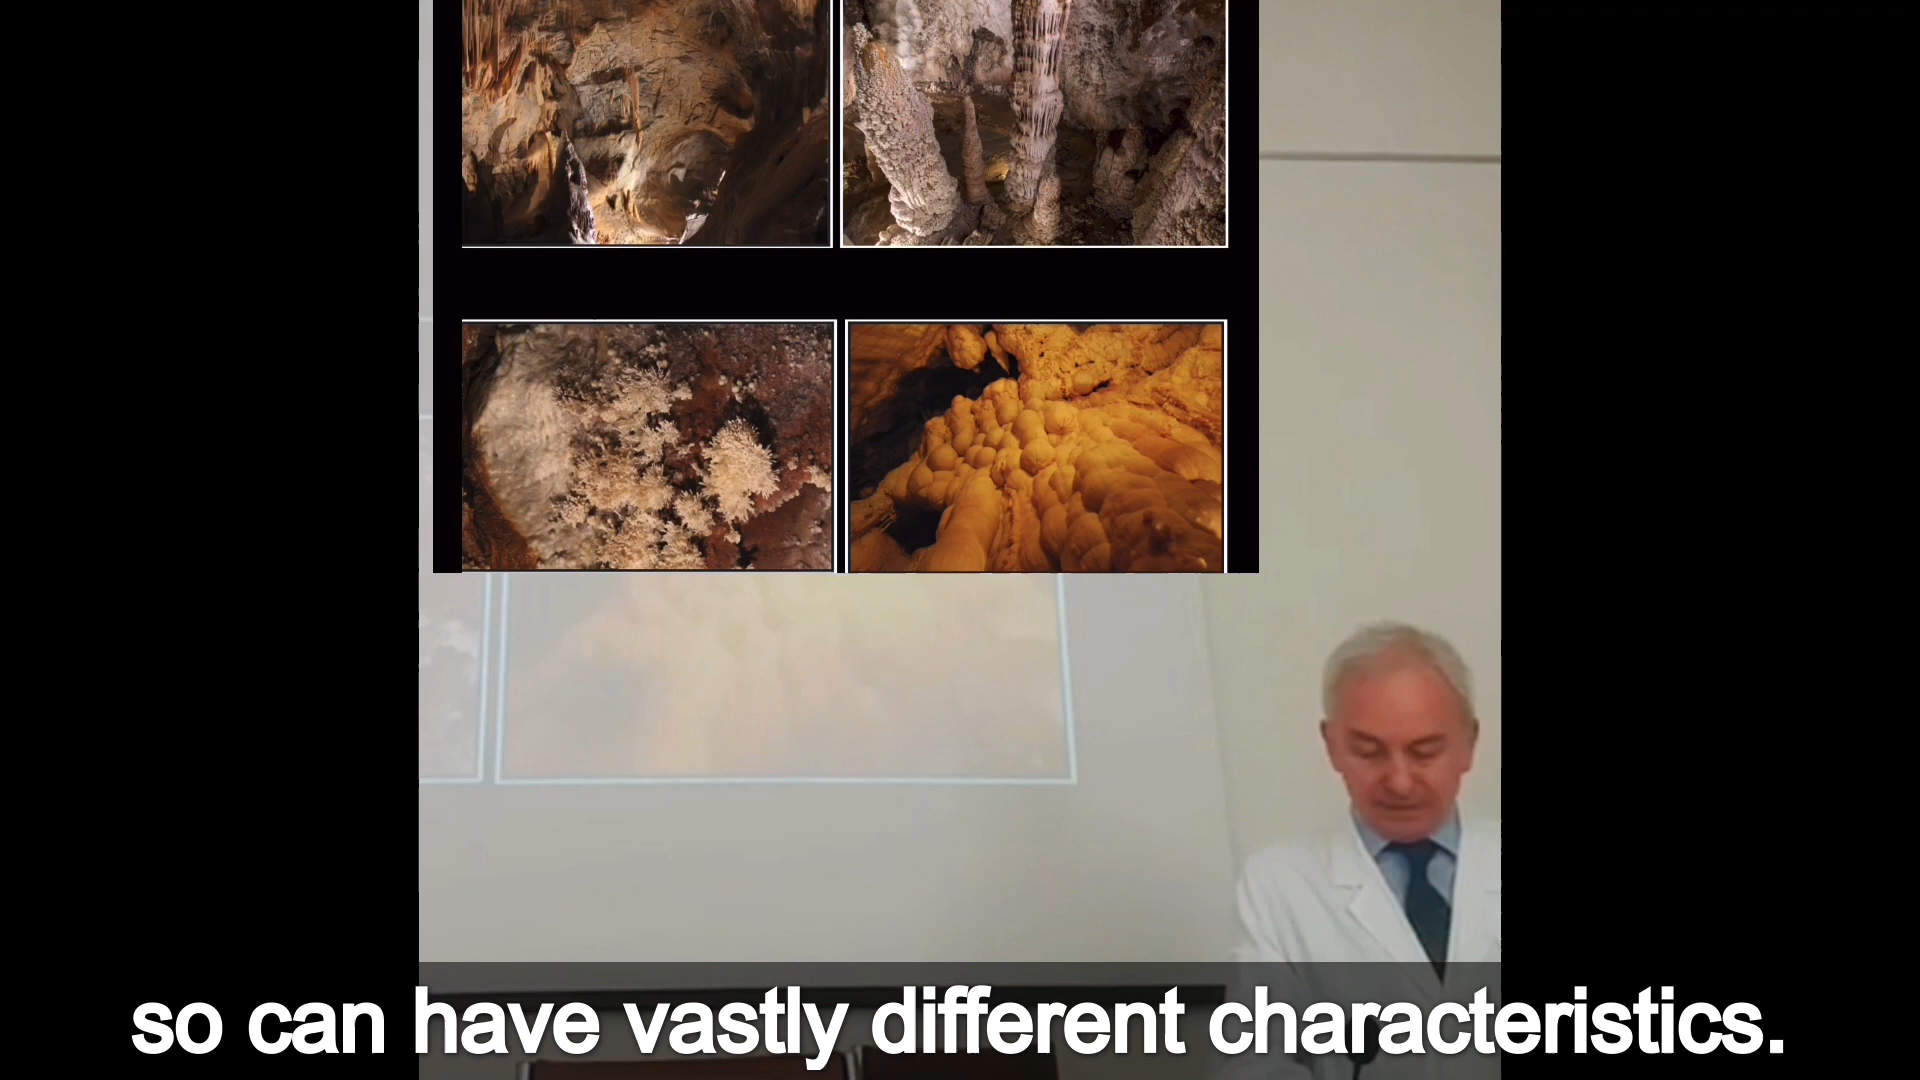 so can have vastly different characteristics.